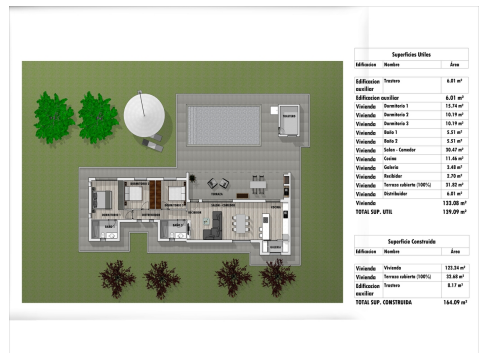 Superficies Utiles
Edificacion Nombre Área
Edificacion auxiliar Trastero 6.01 m²
Edificacion auxiliar 6.01 m²
Vivienda Dormitorio 1 15.74 m²
Vivienda Dormitorio 2 10.19 m²
Vivienda Dormitorio 3 10.19 m²
Vivienda Baño 1 5.51 m²
Vivienda Baño 2 5.51 m²
Vivienda Salon - Comedor 30.47 m²
Vivienda Cocina 11.46 m²
Vivienda Galeria 3.48 m²
Vivienda Recibidor 2.70 m²
Vivienda Terraza cubierta (100%) 31.82 m²
Vivienda Distribuidor 6.01 m²
Vivienda 133.08 m²
TOTAL SUP. UTIL 139.09 m²
Superficie Construida
Edificacion Nombre Área
Vivienda Vivienda 123.24 m²
Vivienda Terraza cubierta (100%) 32.68 m²
Edificacion auxiliar Trastero 8.17 m²
TOTAL SUP. CONSTRUIDA 164.09 m²